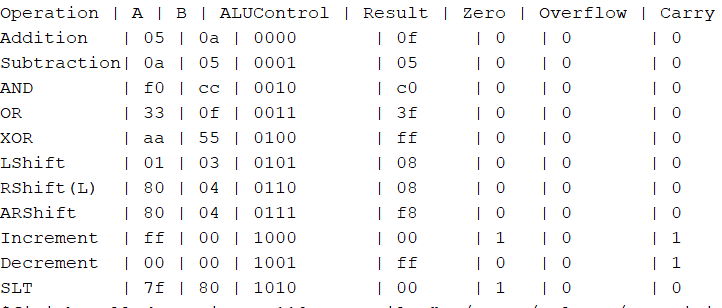 Operation | A | B | ALUControl | Result | Zero | Overflow | Carry
Addition | 05 | 0a | 0000 | 0f | 0 | 0 | 0
Subtraction| 0a | 05 | 0001 | 05 | 0 | 0 | 0
AND | f0 | cc | 0010 | c0 | 0 | 0 | 0
OR | 33 | 0f | 0011 | 3f | 0 | 0 | 0
XOR | aa | 55 | 0100 | ff | 0 | 0 | 0
LShift | 01 | 03 | 0101 | 08 | 0 | 0 | 0
RShift(L) | 80 | 04 | 0110 | 08 | 0 | 0 | 0
ARShift | 80 | 04 | 0111 | f8 | 0 | 0 | 0
Increment | ff | 00 | 1000 | 00 | 1 | 0 | 1
Decrement | 00 | 00 | 1001 | ff | 0 | 0 | 1
SLT | 7f | 80 | 1010 | 00 | 1 | 0 | 0